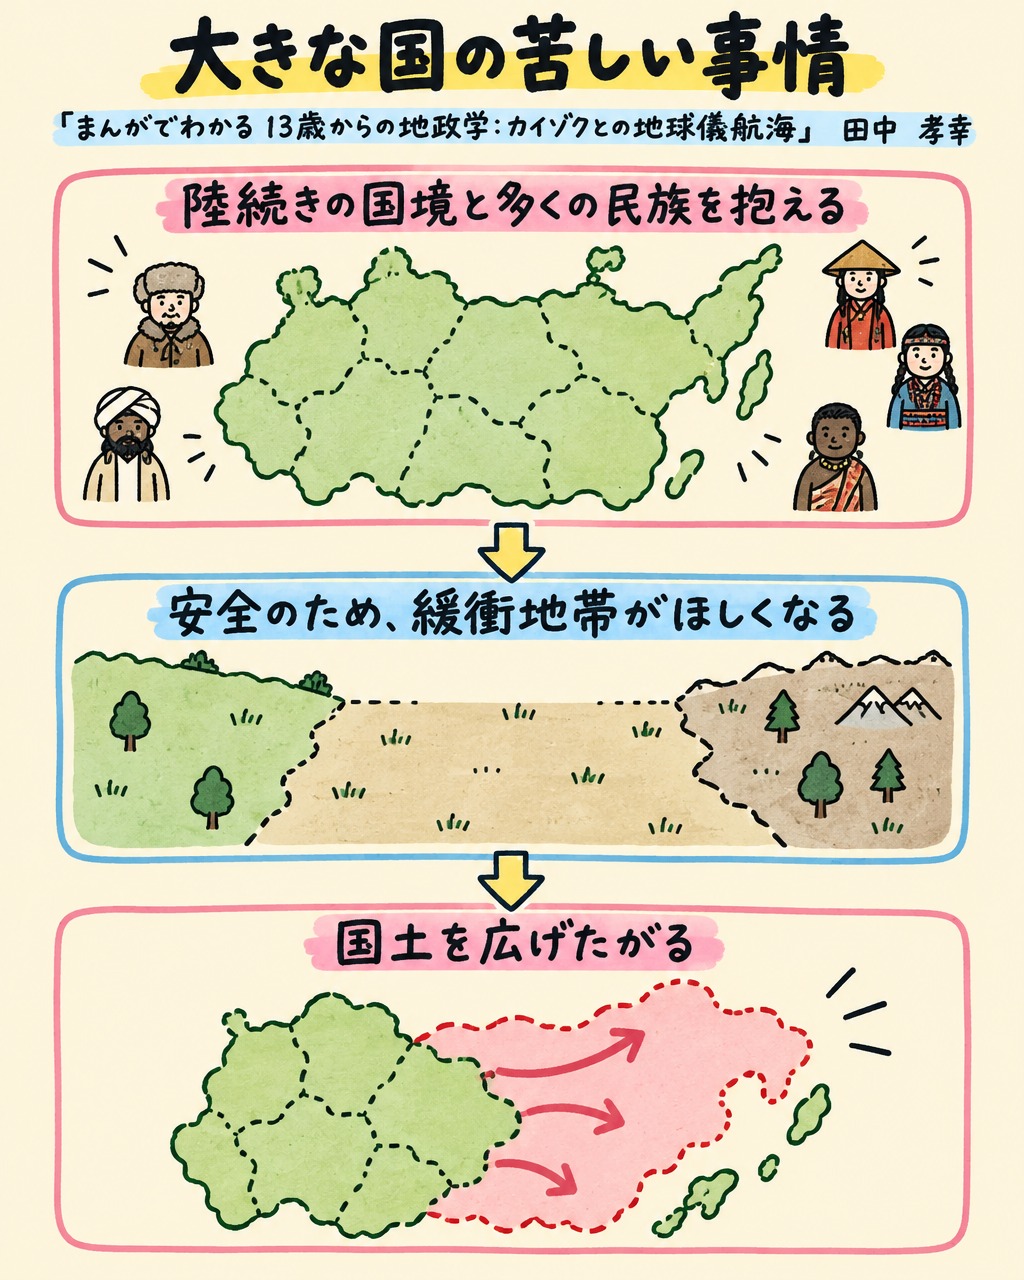 大きな国の苦しい事情
「まんがでわかる 13歳からの地政学:カイゾクとの地球儀航海」 田中 孝幸
陸続きの国境と多くの民族を抱える
安全のため、緩衝地帯がほしくなる
国土を広げたがる